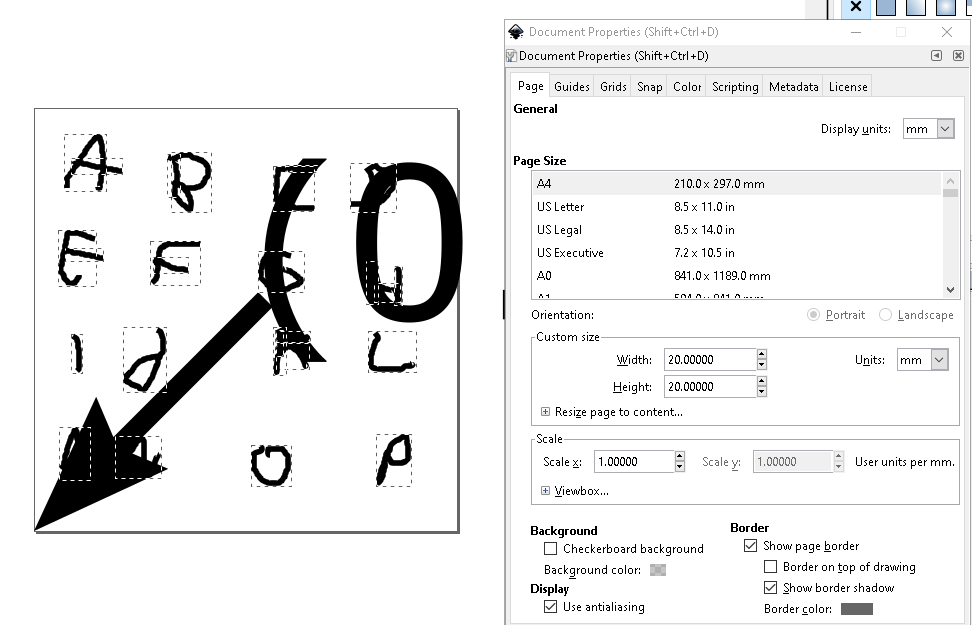 A B C D
E F G H
I J K L
M N O P
(0
Document Properties (Shift+Ctrl+D)
Document Properties (Shift+Ctrl+D)
Page Guides Grids Snap Color Scripting Metadata License
General
Display units: mm
Page Size
A4 210.0 x 297.0 mm
US Letter 8.5 x 11.0 in
US Legal 8.5 x 14.0 in
US Executive 7.2 x 10.5 in
A0 841.0 x 1189.0 mm
A1 594.0 x 841.0 mm
Orientation: Portrait Landscape
Custom size
Width: 20.00000 Units: mm
Height: 20.00000
Resize page to content...
Scale
Scale x: 1.00000 Scale y: 1.00000 User units per mm.
Viewbox...
Background
Checkerboard background
Background color:
Display
Use antialiasing
Border
Show page border
Border on top of drawing
Show border shadow
Border color: